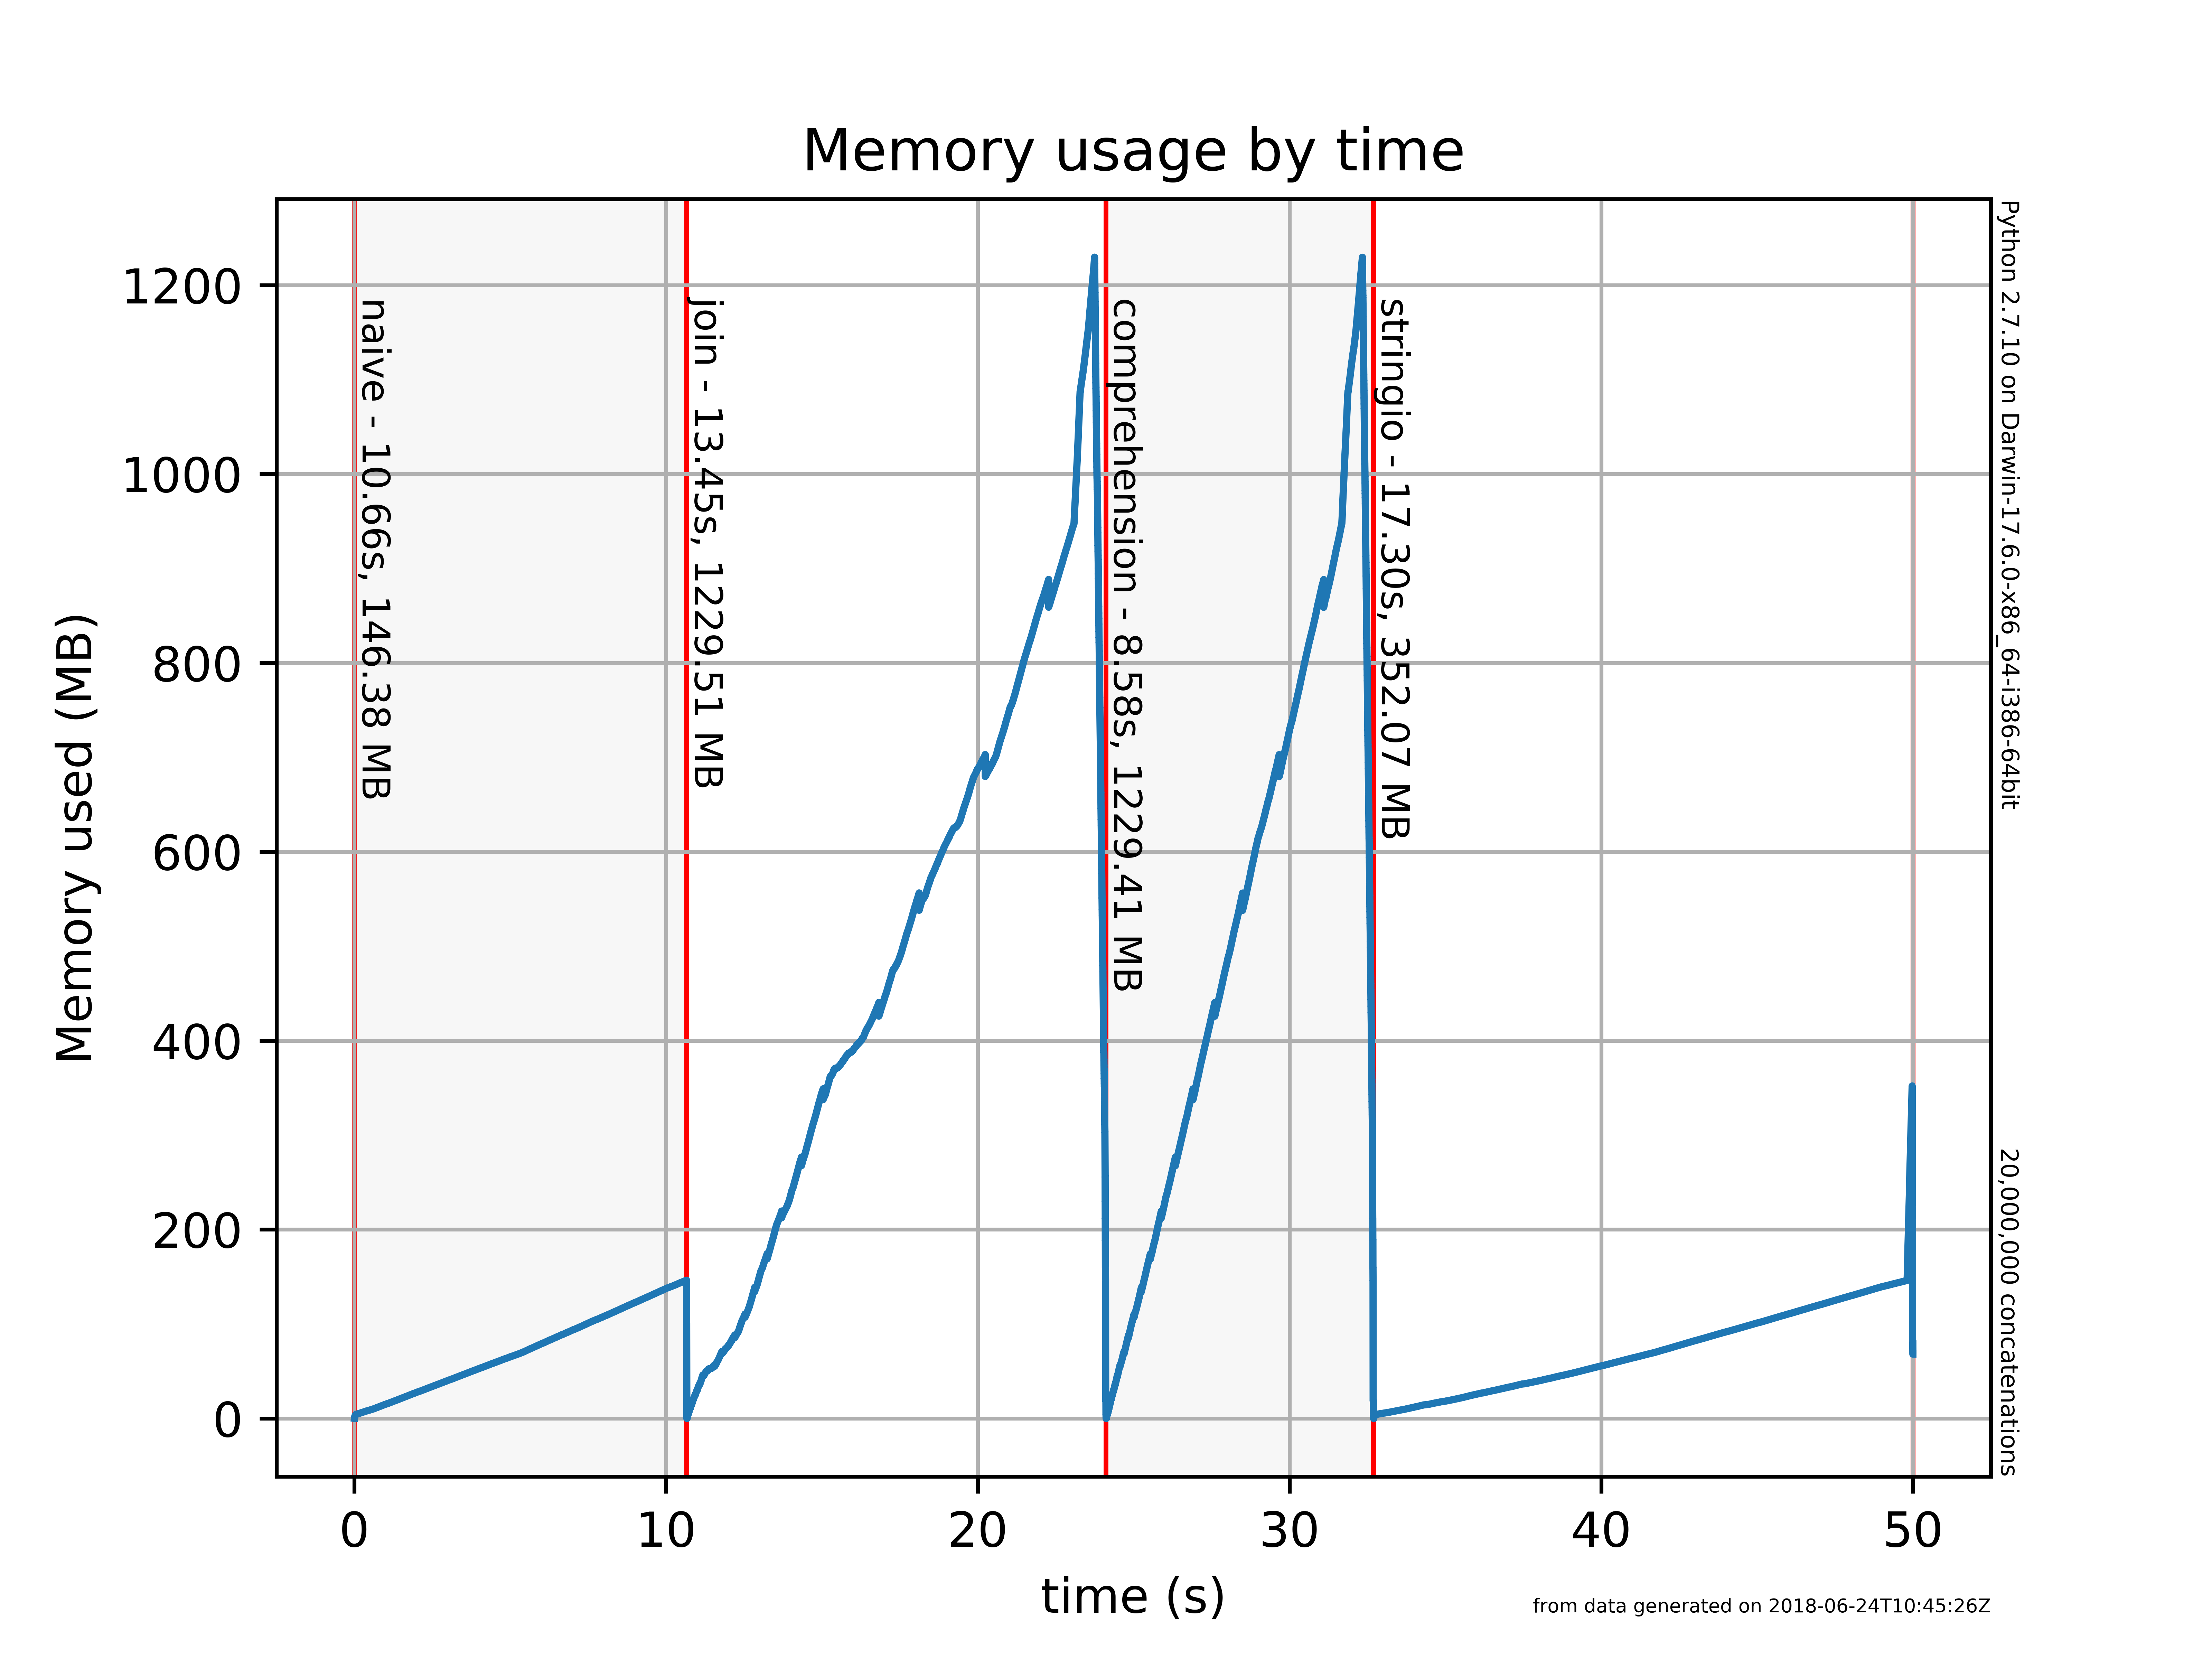 Memory usage by time
Memory used (MB)
1200
1000
800
600
400
200
0
naive - 10.66s, 146.38 MB
join - 13.45s, 1229.51 MB
comprehension - 8.58s, 1229.41 MB
stringio - 17.30s, 352.07 MB
Python 2.7.10 on Darwin-17.6.0-x86_64-i386-64bit
20,000,000 concatenations
0 10 20 30 40 50
time (s)
from data generated on 2018-06-24T10:45:26Z